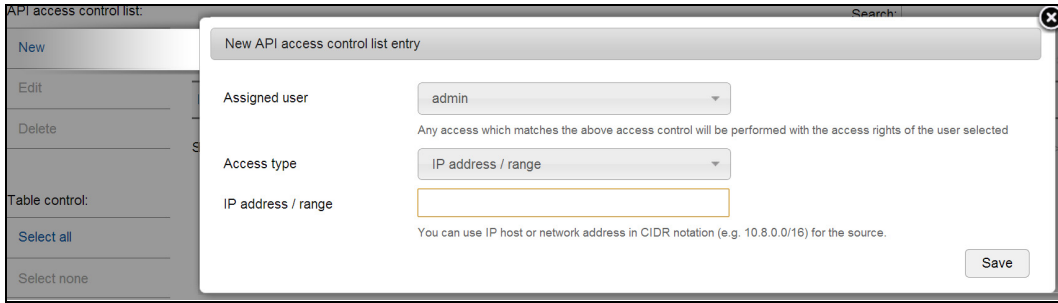 API access control list:
Search:
New
Edit
Delete
Table control:
Select all
Select none
New API access control list entry
Assigned user
admin
Any access which matches the above access control will be performed with the access rights of the user selected
Access type
IP address / range
IP address / range
You can use IP host or network address in CIDR notation (e.g. 10.8.0.0/16) for the source.
Save